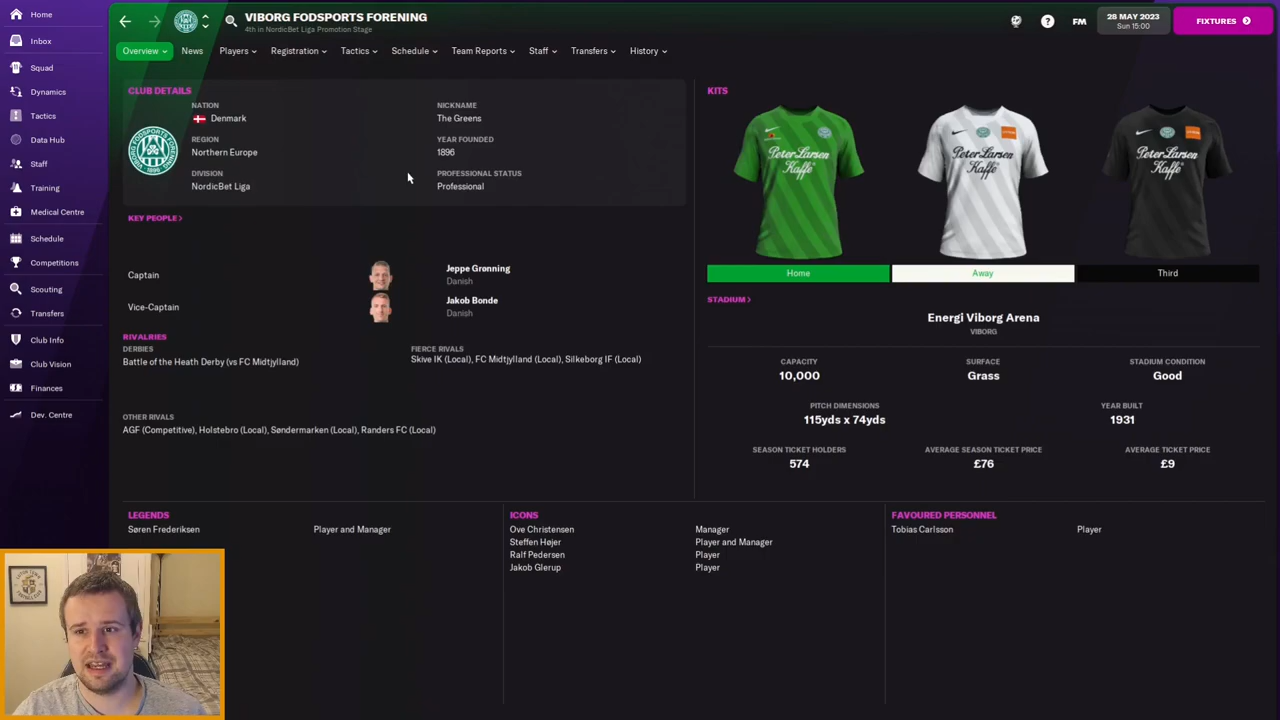 Home
Inbox
Squad
Dynamics
Tactics
Data Hub
Staff
Training
Medical Centre
Schedule
Competitions
Scouting
Transfers
Club Info
Club Vision
Finances
Dev. Centre
VIBORG FODSPORTS FORENING
4th in NordicBet Liga Promotion Stage
FM
28 MAY 2023
Sun 15:00
FIXTURES
Overview News Players Registration Tactics Schedule Team Reports Staff Transfers History
CLUB DETAILS
NATION
Denmark
NICKNAME
The Greens
REGION
Northern Europe
YEAR FOUNDED
1896
DIVISION
NordicBet Liga
PROFESSIONAL STATUS
Professional
KEY PEOPLE >
Captain
Jeppe Grønning
Danish
Vice-Captain
Jakob Bonde
Danish
RIVALRIES
DERBIES
Battle of the Heath Derby (vs FC Midtjylland)
FIERCE RIVALS
Skive IK (Local), FC Midtjylland (Local), Silkeborg IF (Local)
OTHER RIVALS
AGF (Competitive), Holstebro (Local), Søndermarken (Local), Randers FC (Local)
KITS
Peter Larsen
Kaffe
Peter Larsen
Kaffe
Peter Larsen
Kaffe
Home Away Third
STADIUM >
Energi Viborg Arena
VIBORG
CAPACITY
10,000
SURFACE
Grass
STADIUM CONDITION
Good
PITCH DIMENSIONS
115yds x 74yds
YEAR BUILT
1931
SEASON TICKET HOLDERS
574
AVERAGE SEASON TICKET PRICE
£76
AVERAGE TICKET PRICE
£9
LEGENDS
Søren Frederiksen Player and Manager
ICONS
Ove Christensen Manager
Steffen Højer Player and Manager
Ralf Pedersen Player
Jakob Glerup Player
FAVOURED PERSONNEL
Tobias Carlsson Player